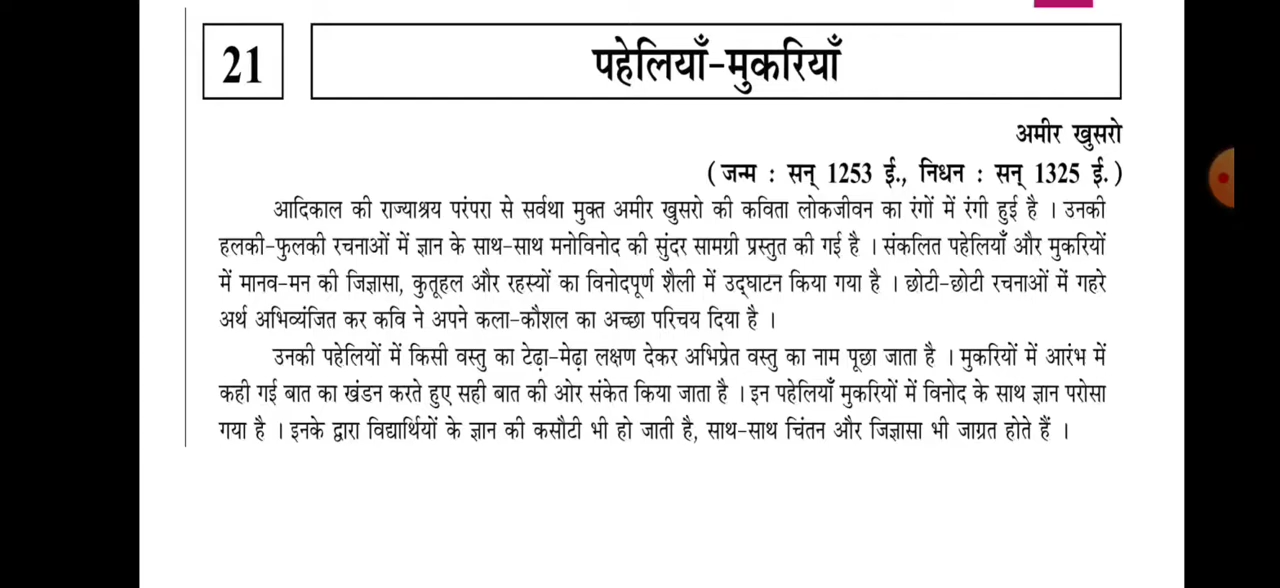 21
पहेलियाँ-मुकरियाँ
अमीर खुसरो
( जन्म : सन् 1253 ई., निधन : सन् 1325 ई. )
आदिकाल की राज्याश्रय परंपरा से सर्वथा मुक्त अमीर खुसरो की कविता लोकजीवन का रंगों में रंगी हुई है । उनकी
हलकी-फुलकी रचनाओं में ज्ञान के साथ-साथ मनोविनोद की सुंदर सामग्री प्रस्तुत की गई है । संकलित पहेलियाँ और मुकरियों
में मानव-मन की जिज्ञासा, कुतूहल और रहस्यों का विनोदपूर्ण शैली में उद्घाटन किया गया है । छोटी-छोटी रचनाओं में गहरे
अर्थ अभिव्यंजित कर कवि ने अपने कला-कौशल का अच्छा परिचय दिया है ।
उनकी पहेलियों में किसी वस्तु का टेढ़ा-मेढ़ा लक्षण देकर अभिप्रेत वस्तु का नाम पूछा जाता है । मुकरियों में आरंभ में
कही गई बात का खंडन करते हुए सही बात की ओर संकेत किया जाता है । इन पहेलियाँ मुकरियों में विनोद के साथ ज्ञान परोसा
गया है । इनके द्वारा विद्यार्थियों के ज्ञान की कसौटी भी हो जाती है, साथ-साथ चिंतन और जिज्ञासा भी जाग्रत होते हैं ।